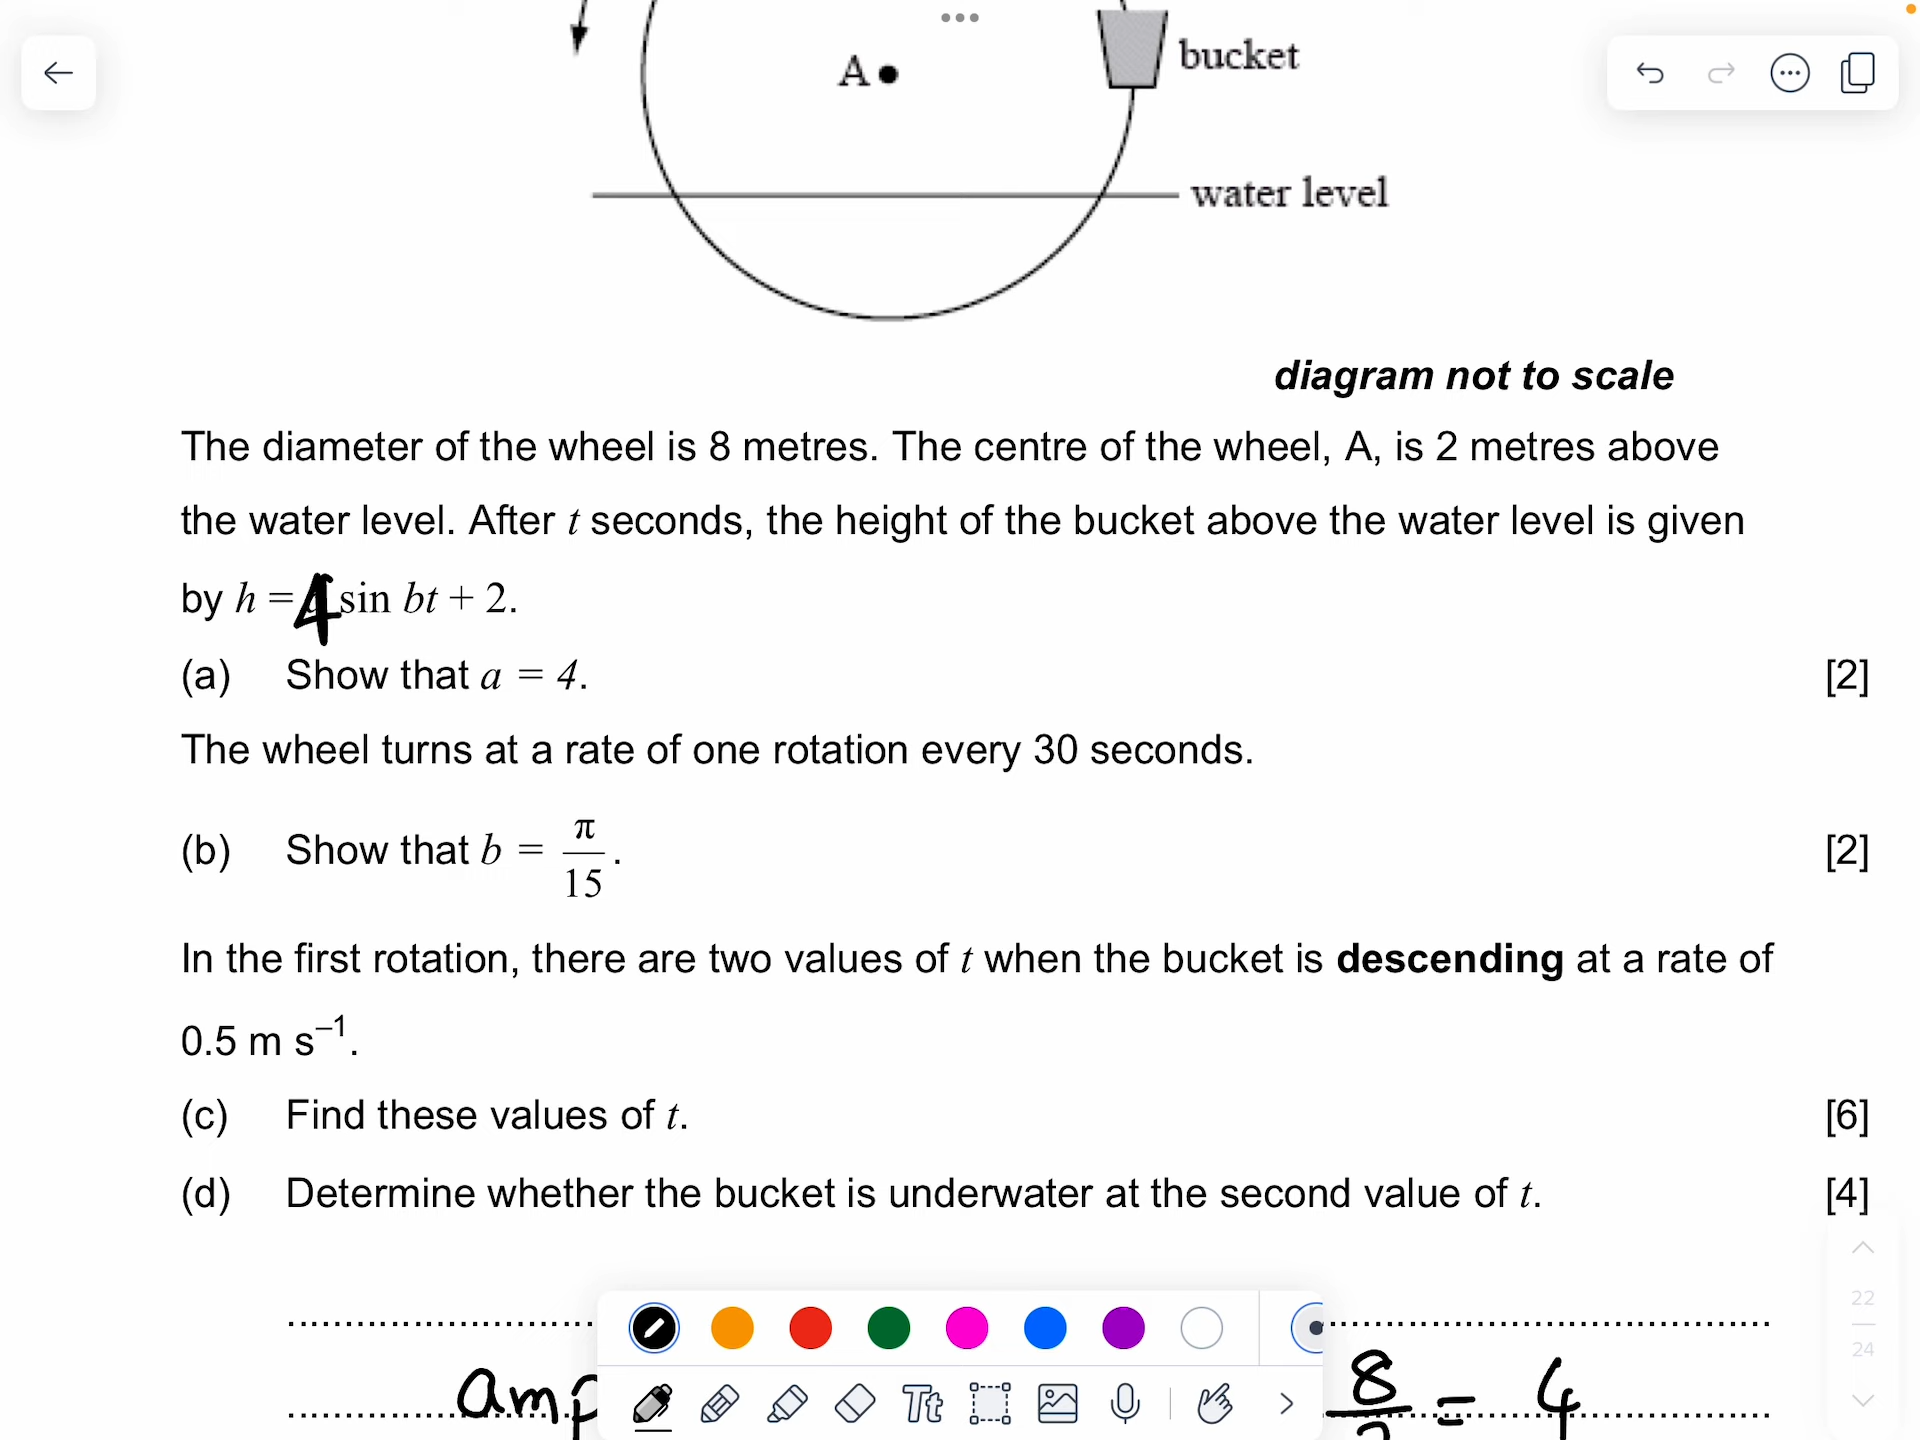 A
bucket
water level
diagram not to scale
The diameter of the wheel is 8 metres. The centre of the wheel, A, is 2 metres above
the water level. After t seconds, the height of the bucket above the water level is given
by h = 4 sin bt + 2.
(a) Show that a = 4. [2]
The wheel turns at a rate of one rotation every 30 seconds.
(b) Show that b = π/15. [2]
In the first rotation, there are two values of t when the bucket is descending at a rate of
0.5 m s⁻¹.
(c) Find these values of t. [6]
(d) Determine whether the bucket is underwater at the second value of t. [4]
22
24
Tt
amp
8
= 4